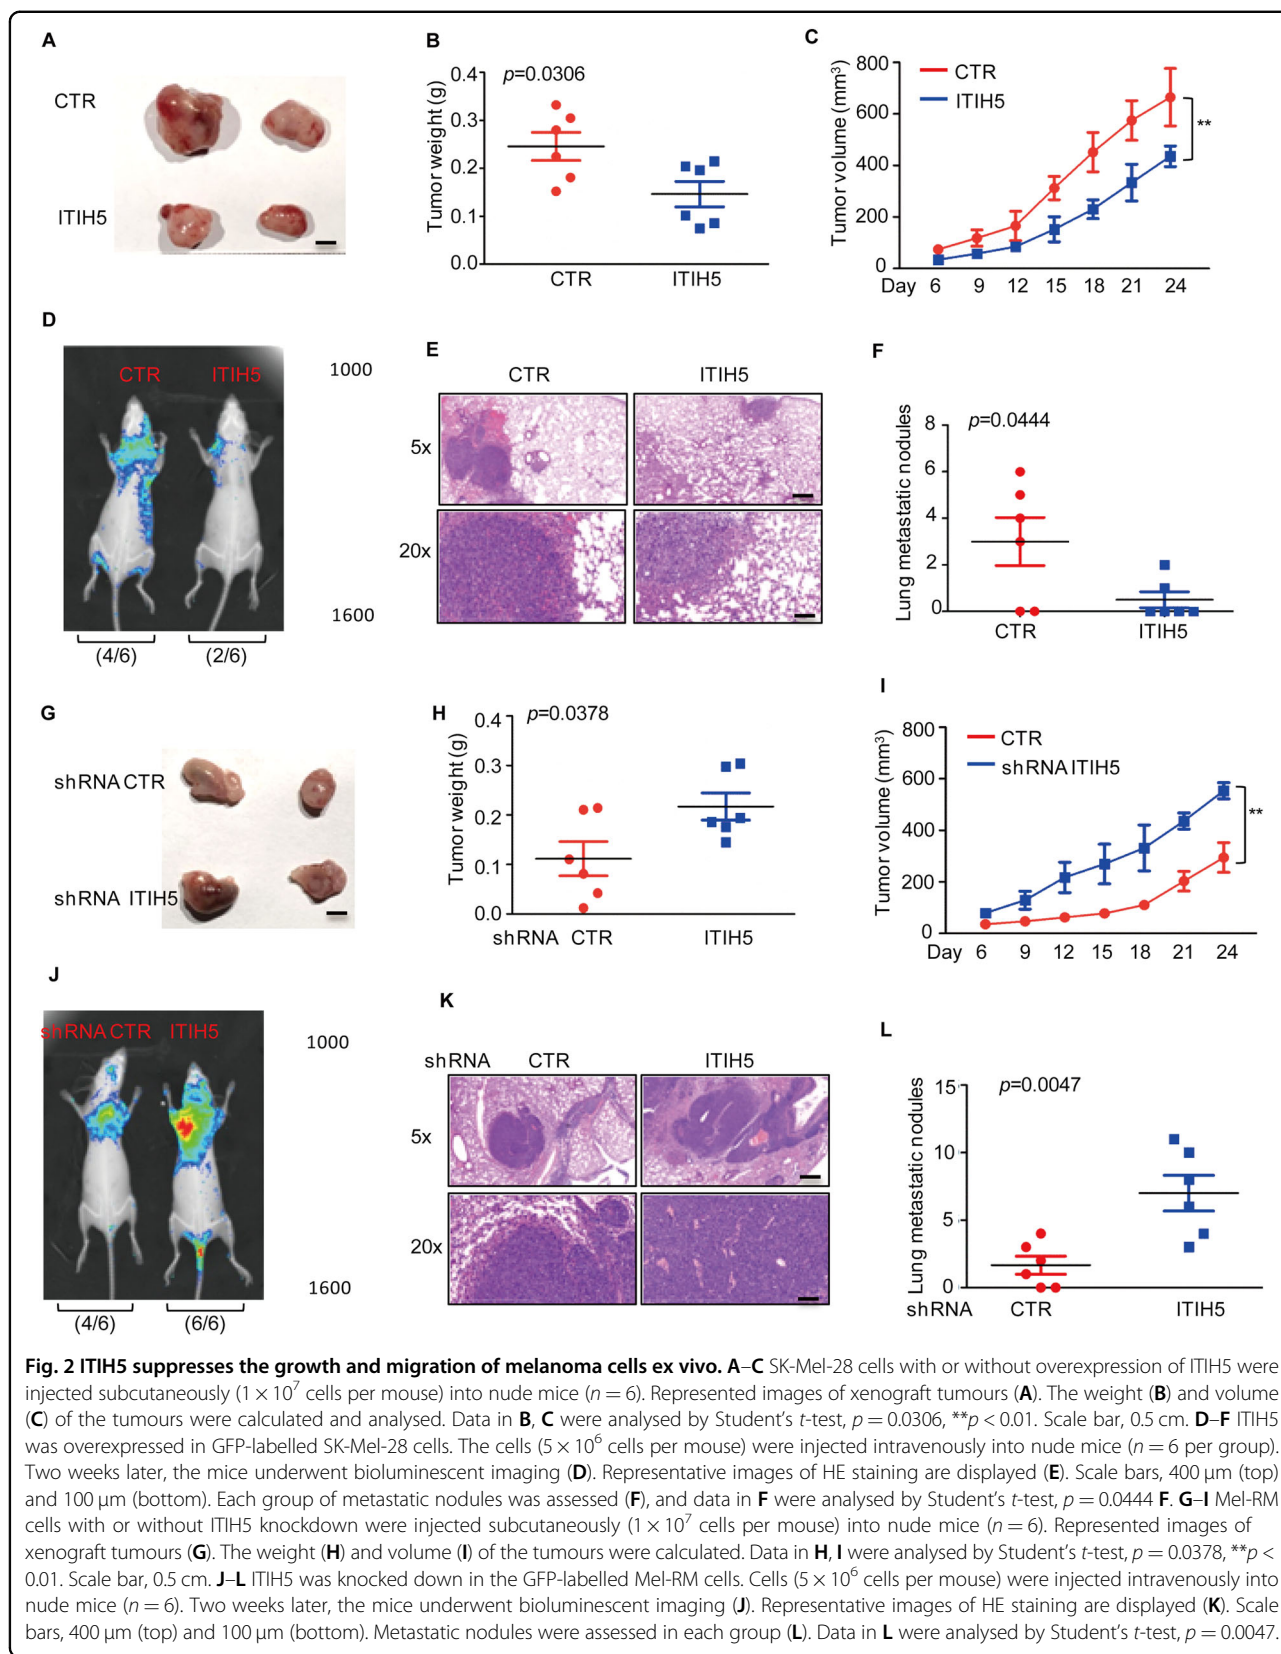 A
CTR
ITIH5
B
p=0.0306
Tumor weight (g)
0.4
0.3
0.2
0.1
0.0
CTR ITIH5
C
CTR
ITIH5
Tumor volume (mm³)
800
600
400
200
0
**
Day 6 9 12 15 18 21 24
D
CTR ITIH5
1000
1600
(4/6) (2/6)
E
CTR ITIH5
5x
20x
F
p=0.0444
Lung metastatic nodules
8
6
4
2
0
CTR ITIH5
G
shRNA CTR
shRNA ITIH5
H
p=0.0378
Tumor weight (g)
0.4
0.3
0.2
0.1
0.0
shRNA CTR ITIH5
I
CTR
shRNA ITIH5
Tumor volume (mm³)
800
600
400
200
0
**
Day 6 9 12 15 18 21 24
J
shRNA CTR ITIH5
1000
1600
(4/6) (6/6)
K
shRNA CTR ITIH5
5x
20x
L
p=0.0047
Lung metastatic nodules
15
10
5
0
shRNA CTR ITIH5
Fig. 2 ITIH5 suppresses the growth and migration of melanoma cells ex vivo. A–C SK-Mel-28 cells with or without overexpression of ITIH5 were
injected subcutaneously (1 × 10⁷ cells per mouse) into nude mice (n = 6). Represented images of xenograft tumours (A). The weight (B) and volume
(C) of the tumours were calculated and analysed. Data in B, C were analysed by Student's t-test, p = 0.0306, **p < 0.01. Scale bar, 0.5 cm. D–F ITIH5
was overexpressed in GFP-labelled SK-Mel-28 cells. The cells (5 × 10⁶ cells per mouse) were injected intravenously into nude mice (n = 6 per group).
Two weeks later, the mice underwent bioluminescent imaging (D). Representative images of HE staining are displayed (E). Scale bars, 400 μm (top)
and 100 μm (bottom). Each group of metastatic nodules was assessed (F), and data in F were analysed by Student's t-test, p = 0.0444 F. G–I Mel-RM
cells with or without ITIH5 knockdown were injected subcutaneously (1 × 10⁷ cells per mouse) into nude mice (n = 6). Represented images of
xenograft tumours (G). The weight (H) and volume (I) of the tumours were calculated. Data in H, I were analysed by Student's t-test, p = 0.0378, **p <
0.01. Scale bar, 0.5 cm. J–L ITIH5 was knocked down in the GFP-labelled Mel-RM cells. Cells (5 × 10⁶ cells per mouse) were injected intravenously into
nude mice (n = 6). Two weeks later, the mice underwent bioluminescent imaging (J). Representative images of HE staining are displayed (K). Scale
bars, 400 μm (top) and 100 μm (bottom). Metastatic nodules were assessed in each group (L). Data in L were analysed by Student's t-test, p = 0.0047.